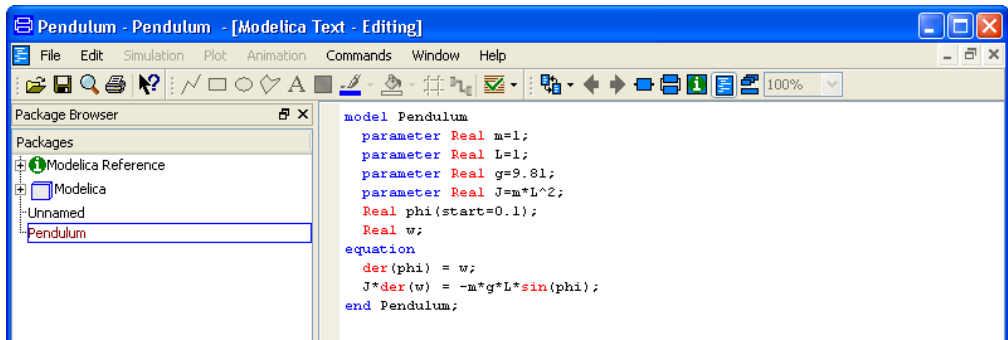 Pendulum - Pendulum - [Modelica Text - Editing]
File Edit Simulation Plot Animation Commands Window Help
A 100%
Package Browser
Packages
Modelica Reference
Modelica
Unnamed
Pendulum
model Pendulum
parameter Real m=1;
parameter Real L=1;
parameter Real g=9.81;
parameter Real J=m*L^2;
Real phi(start=0.1);
Real w;
equation
der(phi) = w;
J*der(w) = -m*g*L*sin(phi);
end Pendulum;